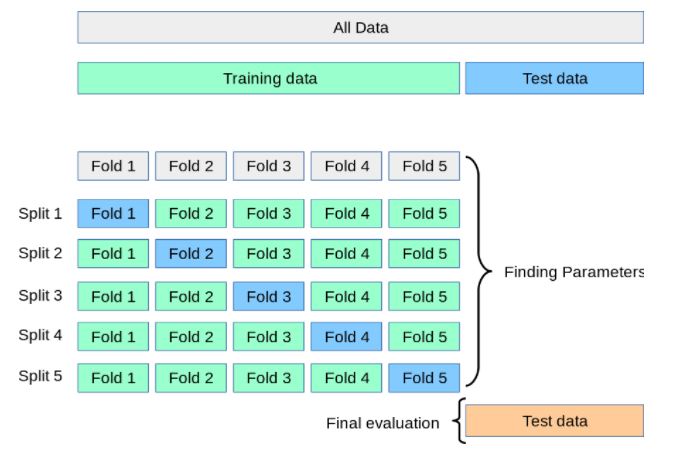 All Data
Training data Test data
Fold 1 Fold 2 Fold 3 Fold 4 Fold 5
Split 1 Fold 1 Fold 2 Fold 3 Fold 4 Fold 5
Split 2 Fold 1 Fold 2 Fold 3 Fold 4 Fold 5
Finding Parameters
Split 3 Fold 1 Fold 2 Fold 3 Fold 4 Fold 5
Split 4 Fold 1 Fold 2 Fold 3 Fold 4 Fold 5
Split 5 Fold 1 Fold 2 Fold 3 Fold 4 Fold 5
Final evaluation Test data